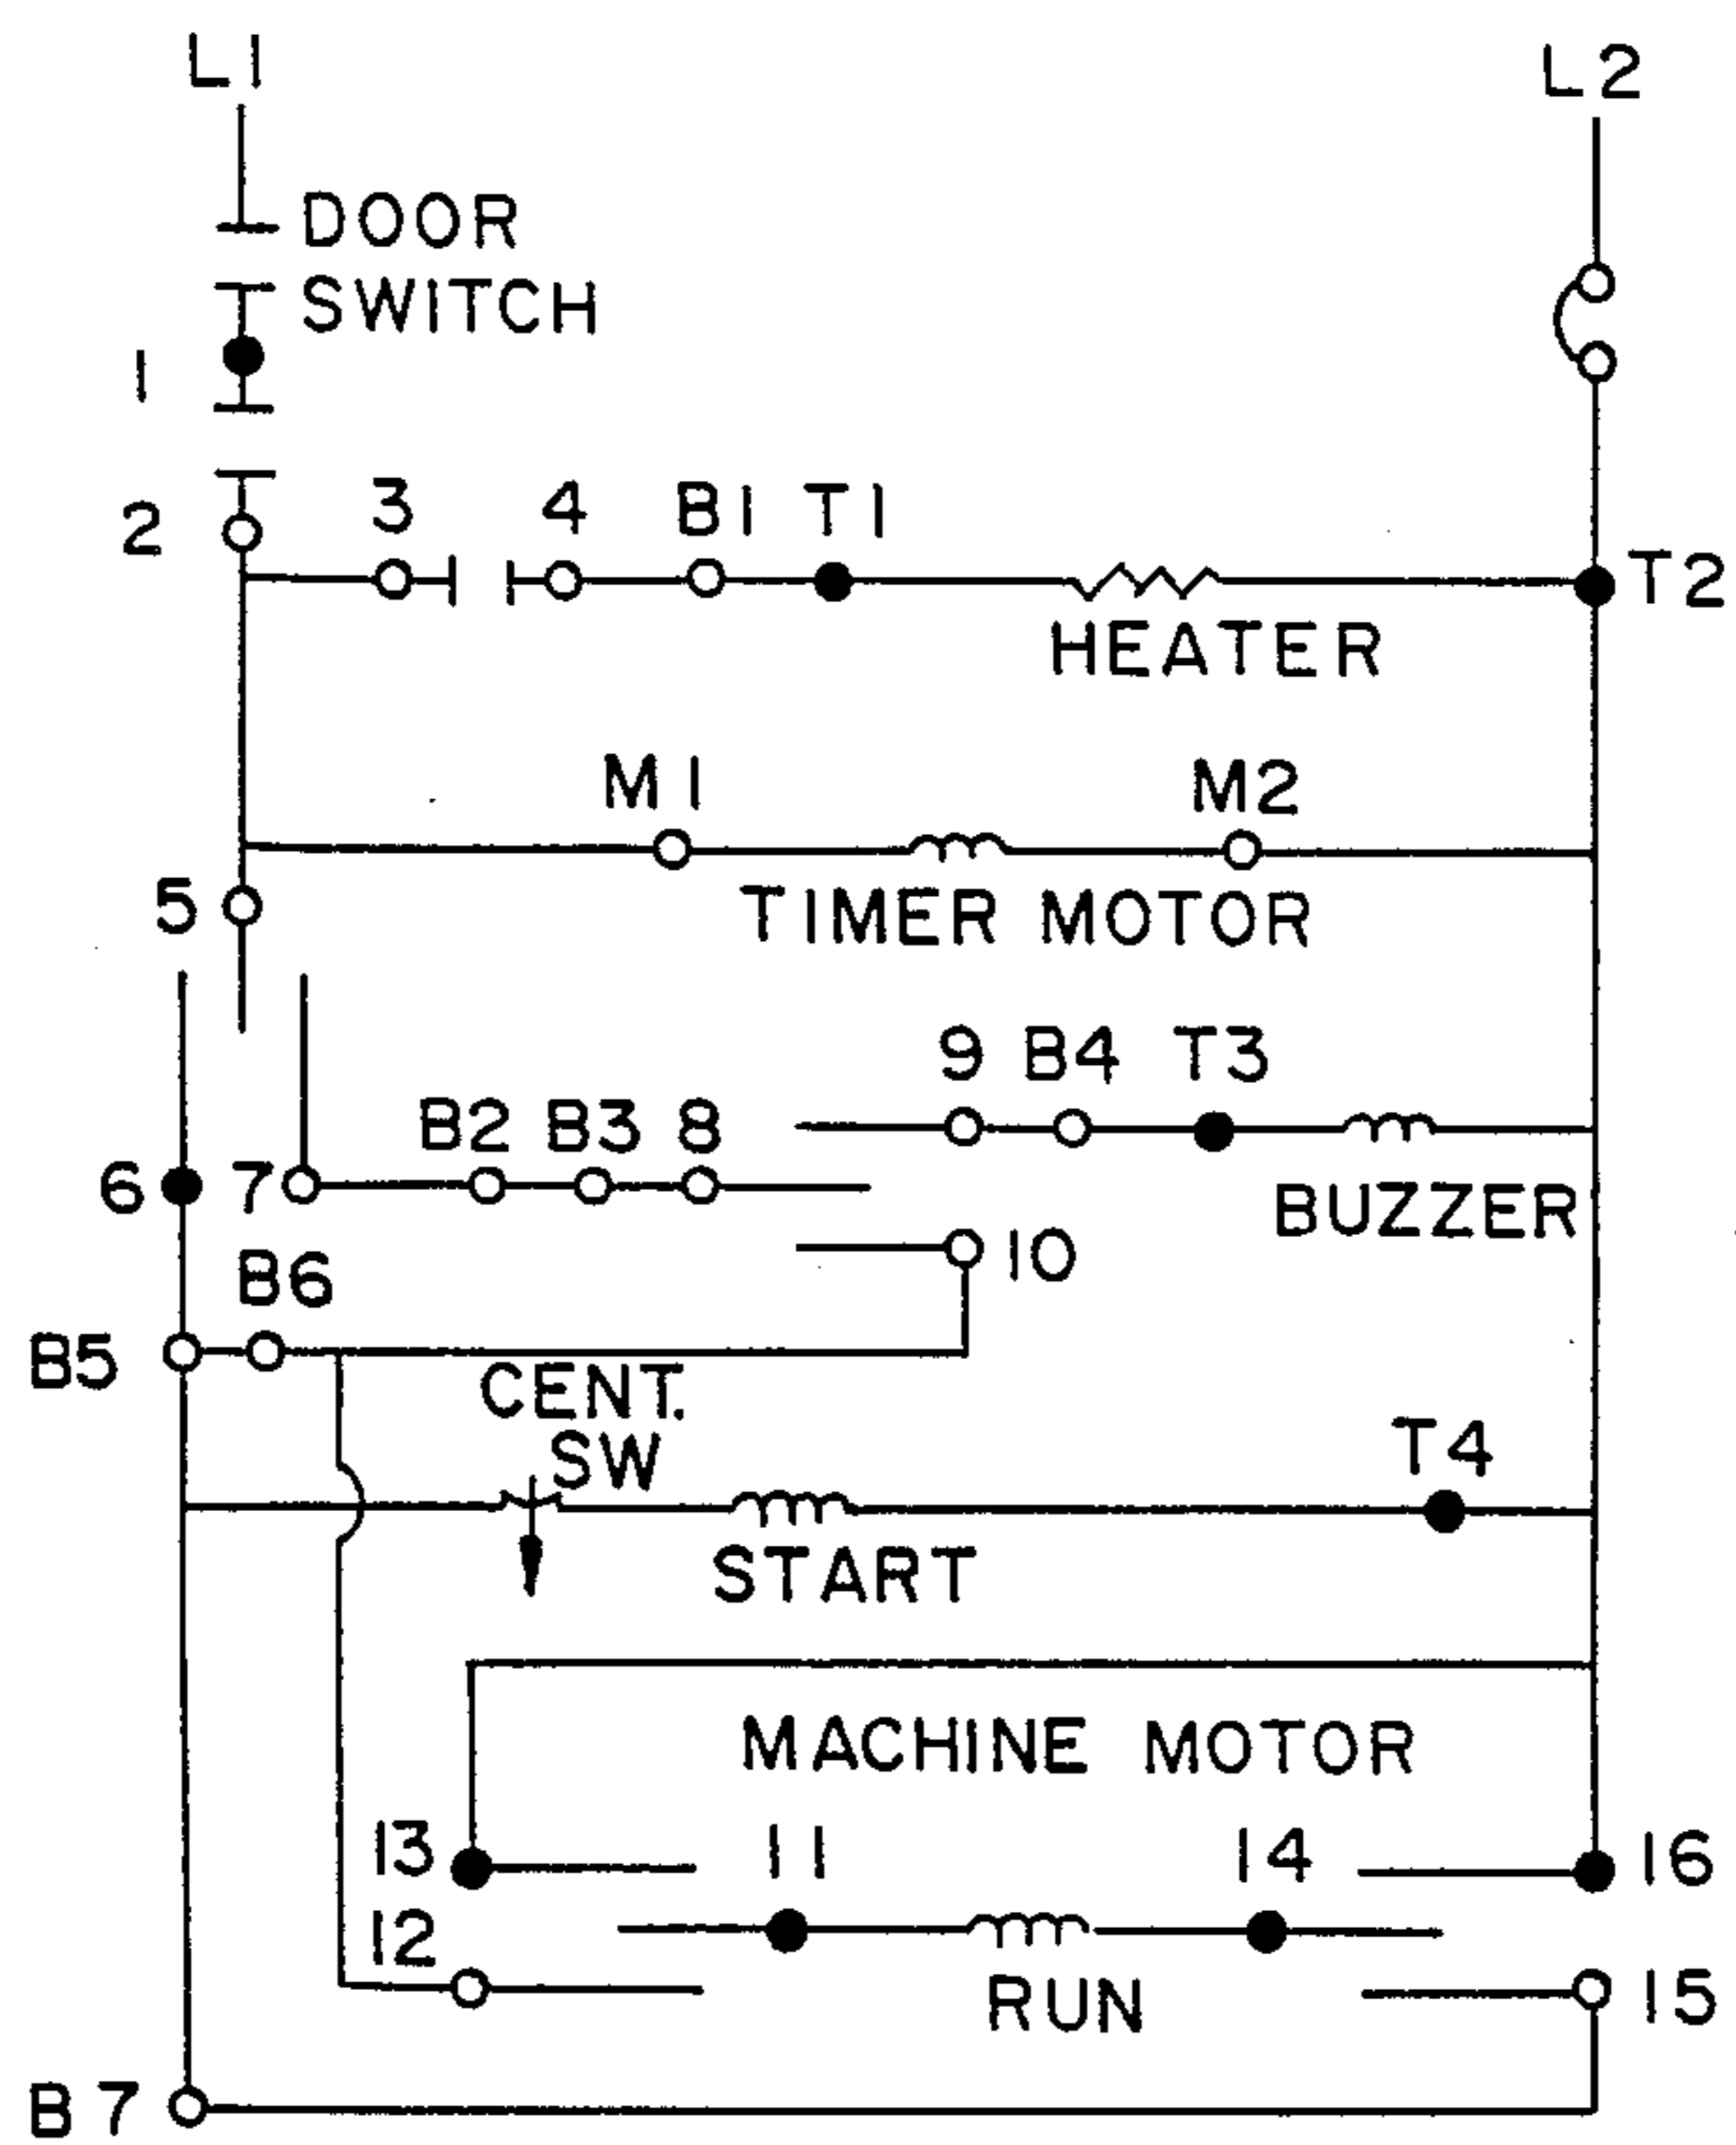 L1 L2
DOOR
SWITCH
1
2 3 4 B1 T1 T2
HEATER
M1 M2
5 TIMER MOTOR
9 B4 T3
B2 B3 8
6 7 BUZZER
B6 10
B5 CENT.
SW T4
START
MACHINE MOTOR
13 11 14 16
12 RUN 15
B7